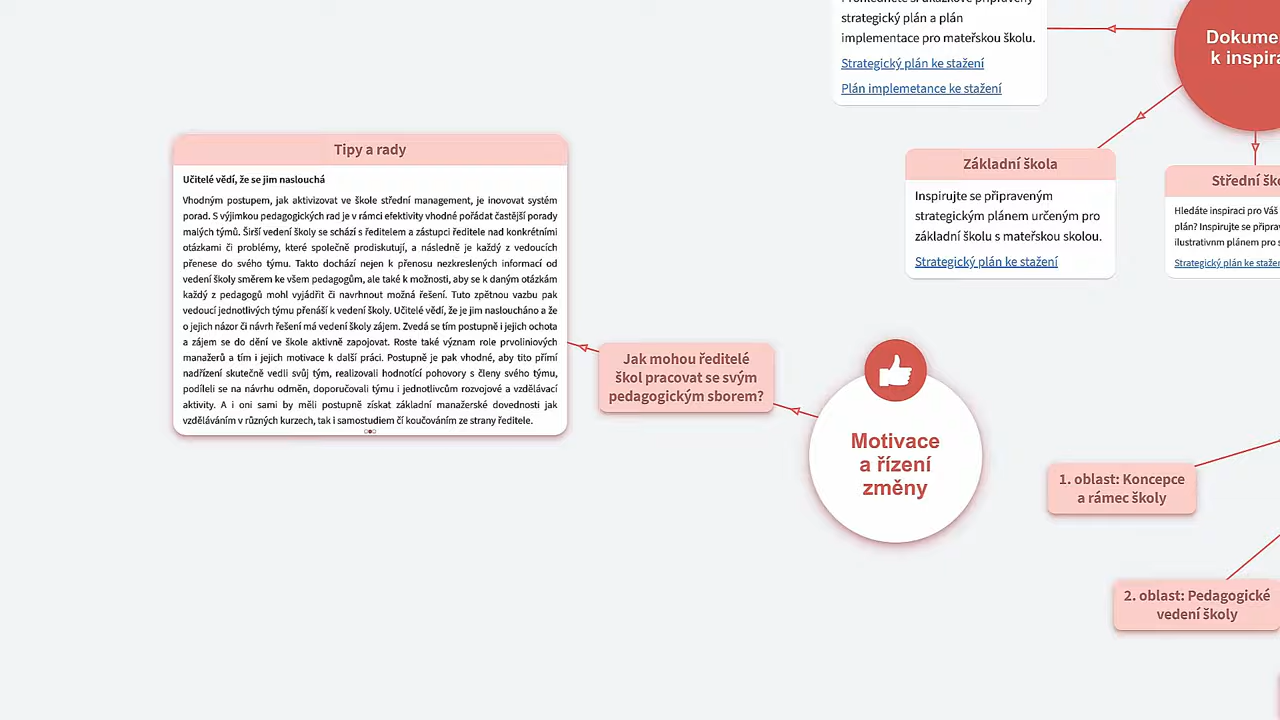 strategický plán a plán
implementace pro mateřskou školu.
Strategický plán ke stažení
Plán implemetance ke stažení
k inspira
Tipy a rady
Učitelé vědí, že se jim naslouchá
Vhodným postupem, jak aktivizovat ve škole střední management, je inovovat systém
porad. S výjimkou pedagogických rad je v rámci efektivity vhodné pořádat častější porady
malých týmů. Širší vedení školy se schází s ředitelem a zástupci ředitele nad konkrétními
otázkami či problémy, které společně prodiskutují, a následně je každý z vedoucích
přenese do svého týmu. Takto dochází nejen k přenosu nezkreslených informací od
vedení školy směrem ke všem pedagogům, ale také k možnosti, aby se k daným otázkám
každý z pedagogů mohl vyjádřit či navrhnout možná řešení. Tuto zpětnou vazbu pak
vedoucí jednotlivých týmu přenáší k vedení školy. Učitelé vědí, že je jim nasloucháno a že
o jejich názor či návrh řešení má vedení školy zájem. Zvedá se tím postupně i jejich ochota
a zájem se do dění ve škole aktivně zapojovat. Roste také význam role prvoliniových
manažerů a tím i jejich motivace k další práci. Postupně je pak vhodné, aby tito přímí
nadřízení skutečně vedli svůj tým, realizovali hodnotící pohovory s členy svého týmu,
podíleli se na návrhu odměn, doporučovali týmu i jednotlivcům rozvojové a vzdělávací
aktivity. A i oni sami by měli postupně získat základní manažerské dovednosti jak
vzděláváním v různých kurzech, tak i samostudiem čí koučováním ze strany ředitele.
Základní škola
Inspirujte se připraveným
strategickým plánem určeným pro
základní školu s mateřskou skolou.
Strategický plán ke stažení
Střední ško
Hledáte inspiraci pro Váš
plán? Inspirujte se připra
ilustrativnm plánem pro s
Strategický plán ke stažen
Jak mohou ředitelé
škol pracovat se svým
pedagogickým sborem?
Motivace
a řízení
změny
1. oblast: Koncepce
a rámec školy
2. oblast: Pedagogické
vedení školy